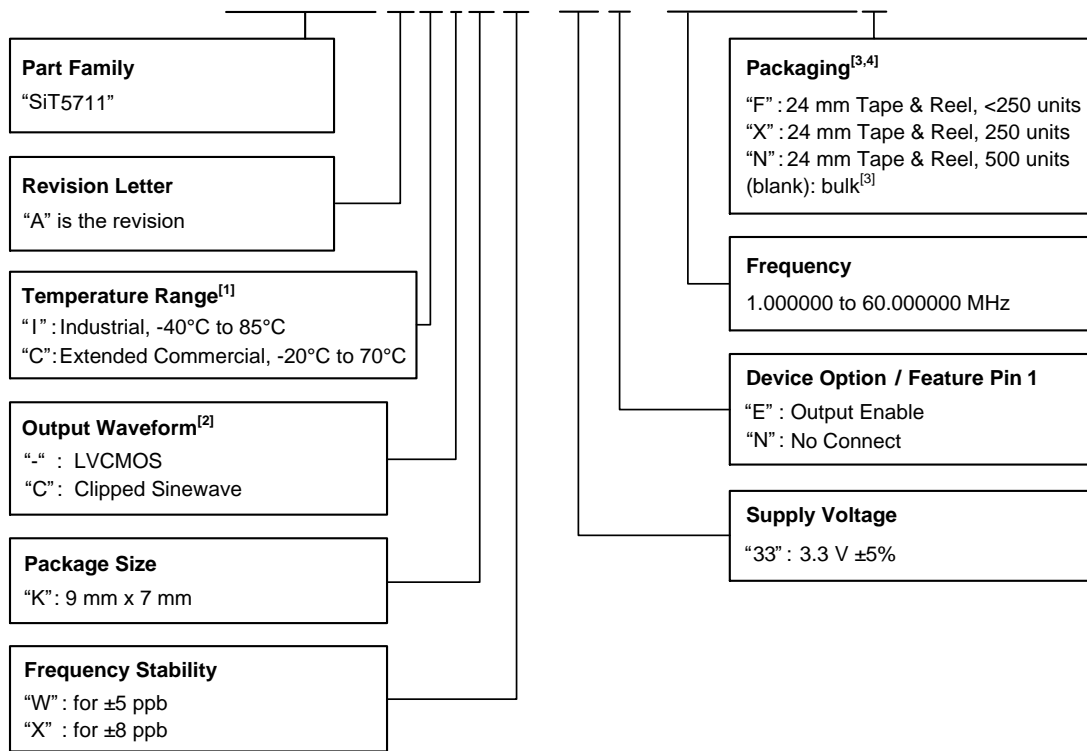 Part Family
“SiT5711”
Revision Letter
“A” is the revision
Temperature Range[1]
“I” : Industrial, -40°C to 85°C
“C”: Extended Commercial, -20°C to 70°C
Output Waveform[2]
“-“ : LVCMOS
“C”: Clipped Sinewave
Package Size
“K”: 9 mm x 7 mm
Frequency Stability
“W” : for ±5 ppb
“X” : for ±8 ppb
Packaging[3,4]
“F” : 24 mm Tape & Reel, <250 units
“X” : 24 mm Tape & Reel, 250 units
“N” : 24 mm Tape & Reel, 500 units
(blank): bulk[3]
Frequency
1.000000 to 60.000000 MHz
Device Option / Feature Pin 1
“E” : Output Enable
“N” : No Connect
Supply Voltage
“33” : 3.3 V ±5%